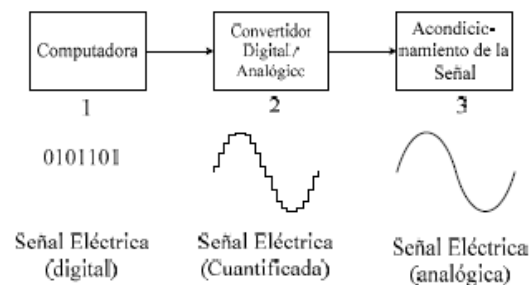 Computadora
Convertidor
Digital /
Analógico
Acondicio-
namiento de la
Señal
1
2
3
0101101
Señal Eléctrica
(digital)
Señal Eléctrica
(Cuantificada)
Señal Eléctrica
(analógica)